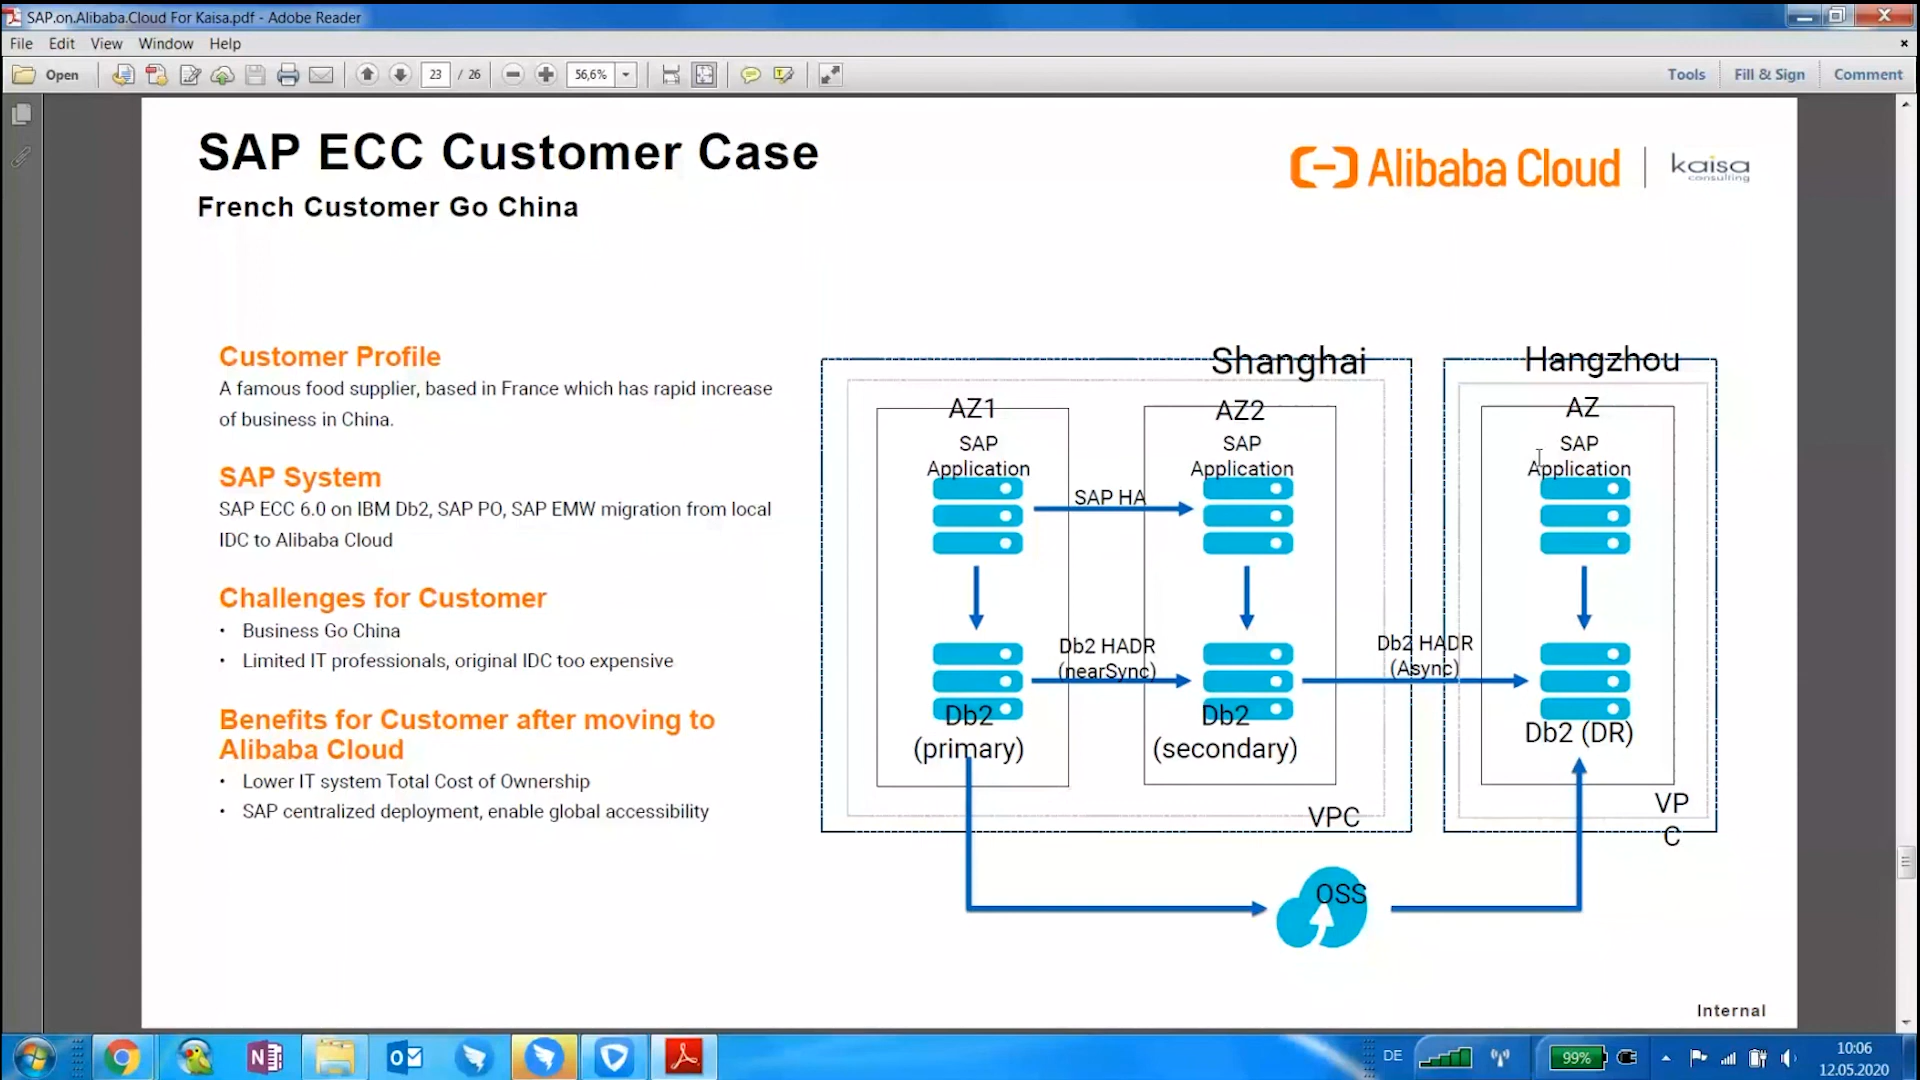 SAP.on.Alibaba.Cloud For Kaisa.pdf - Adobe Reader
File Edit View Window Help
Open 23 / 26 56,6% Tools Fill & Sign Comment
SAP ECC Customer Case
French Customer Go China
Alibaba Cloud
kaisa
consulting
Customer Profile
A famous food supplier, based in France which has rapid increase
of business in China.
SAP System
SAP ECC 6.0 on IBM Db2, SAP PO, SAP EMW migration from local
IDC to Alibaba Cloud
Challenges for Customer
• Business Go China
• Limited IT professionals, original IDC too expensive
Benefits for Customer after moving to
Alibaba Cloud
• Lower IT system Total Cost of Ownership
• SAP centralized deployment, enable global accessibility
Shanghai
AZ1
SAP
Application
SAP HA
AZ2
SAP
Application
Db2 HADR
(nearSync)
Db2
(primary)
Db2
(secondary)
VPC
Db2 HADR
(Async)
Hangzhou
AZ
SAP
Application
Db2 (DR)
VP
C
OSS
Internal
DE
99%
10:06
12.05.2020